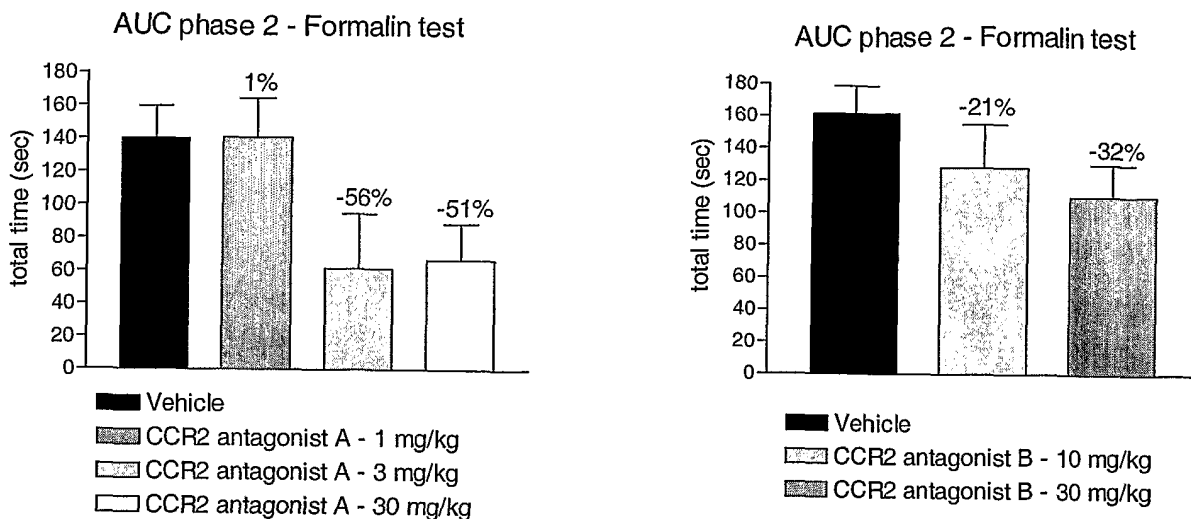 AUC phase 2 - Formalin test
total time (sec)
180
160
140
120
100
80
60
40
20
0
1%
-56%
-51%
Vehicle
CCR2 antagonist A - 1 mg/kg
CCR2 antagonist A - 3 mg/kg
CCR2 antagonist A - 30 mg/kg
AUC phase 2 - Formalin test
total time (sec)
180
160
140
120
100
80
60
40
20
0
-21%
-32%
Vehicle
CCR2 antagonist B - 10 mg/kg
CCR2 antagonist B - 30 mg/kg